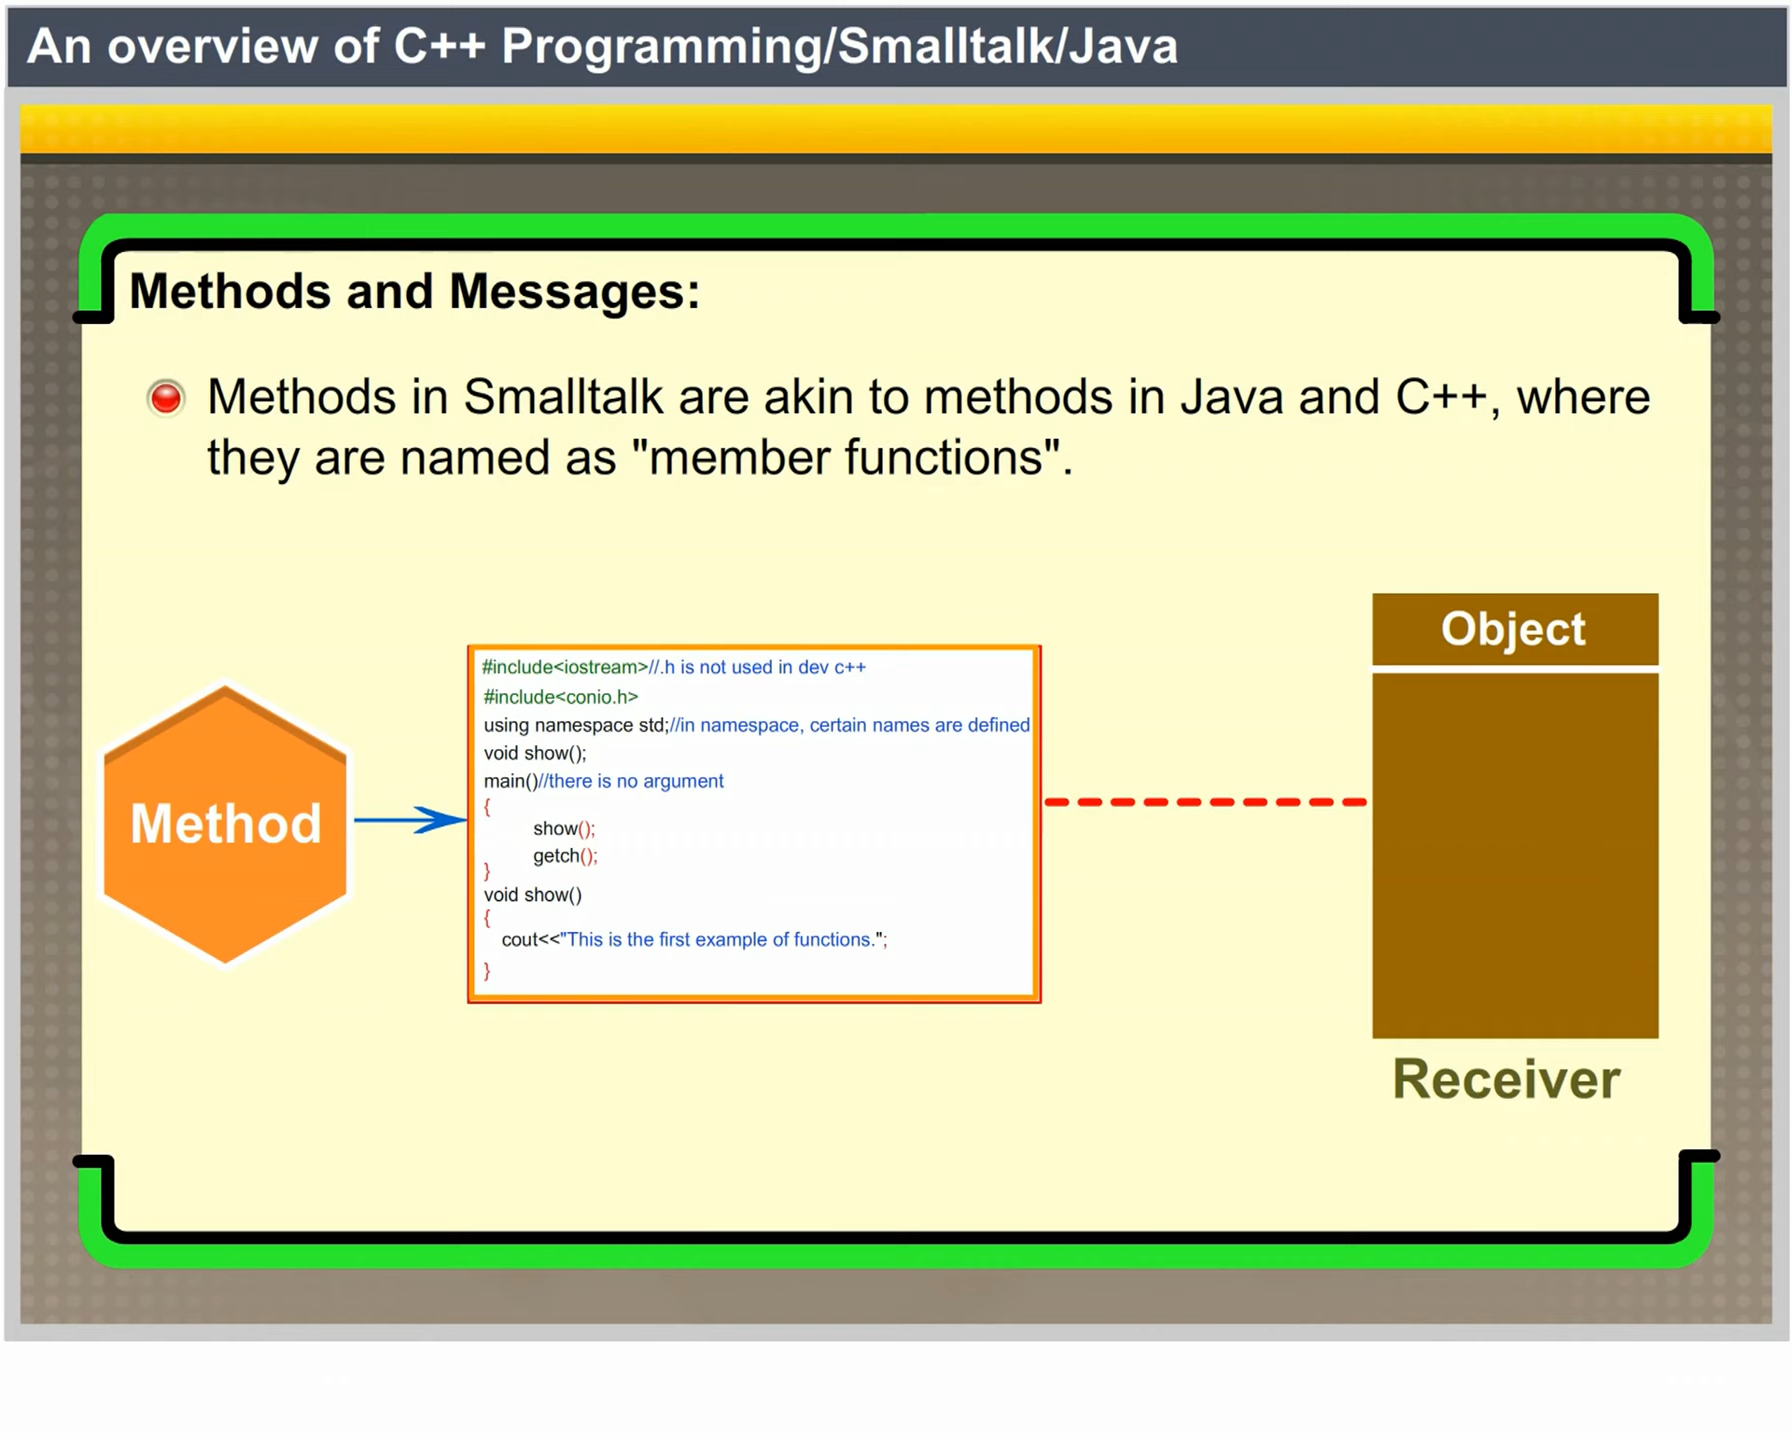 An overview of C++ Programming/Smalltalk/Java
Methods and Messages:
Methods in Smalltalk are akin to methods in Java and C++, where
they are named as "member functions".
Method
#include<iostream>//.h is not used in dev c++
#include<conio.h>
using namespace std;//in namespace, certain names are defined
void show();
main()//there is no argument
{
show();
getch();
}
void show()
{
cout<<"This is the first example of functions.";
}
Object
Receiver